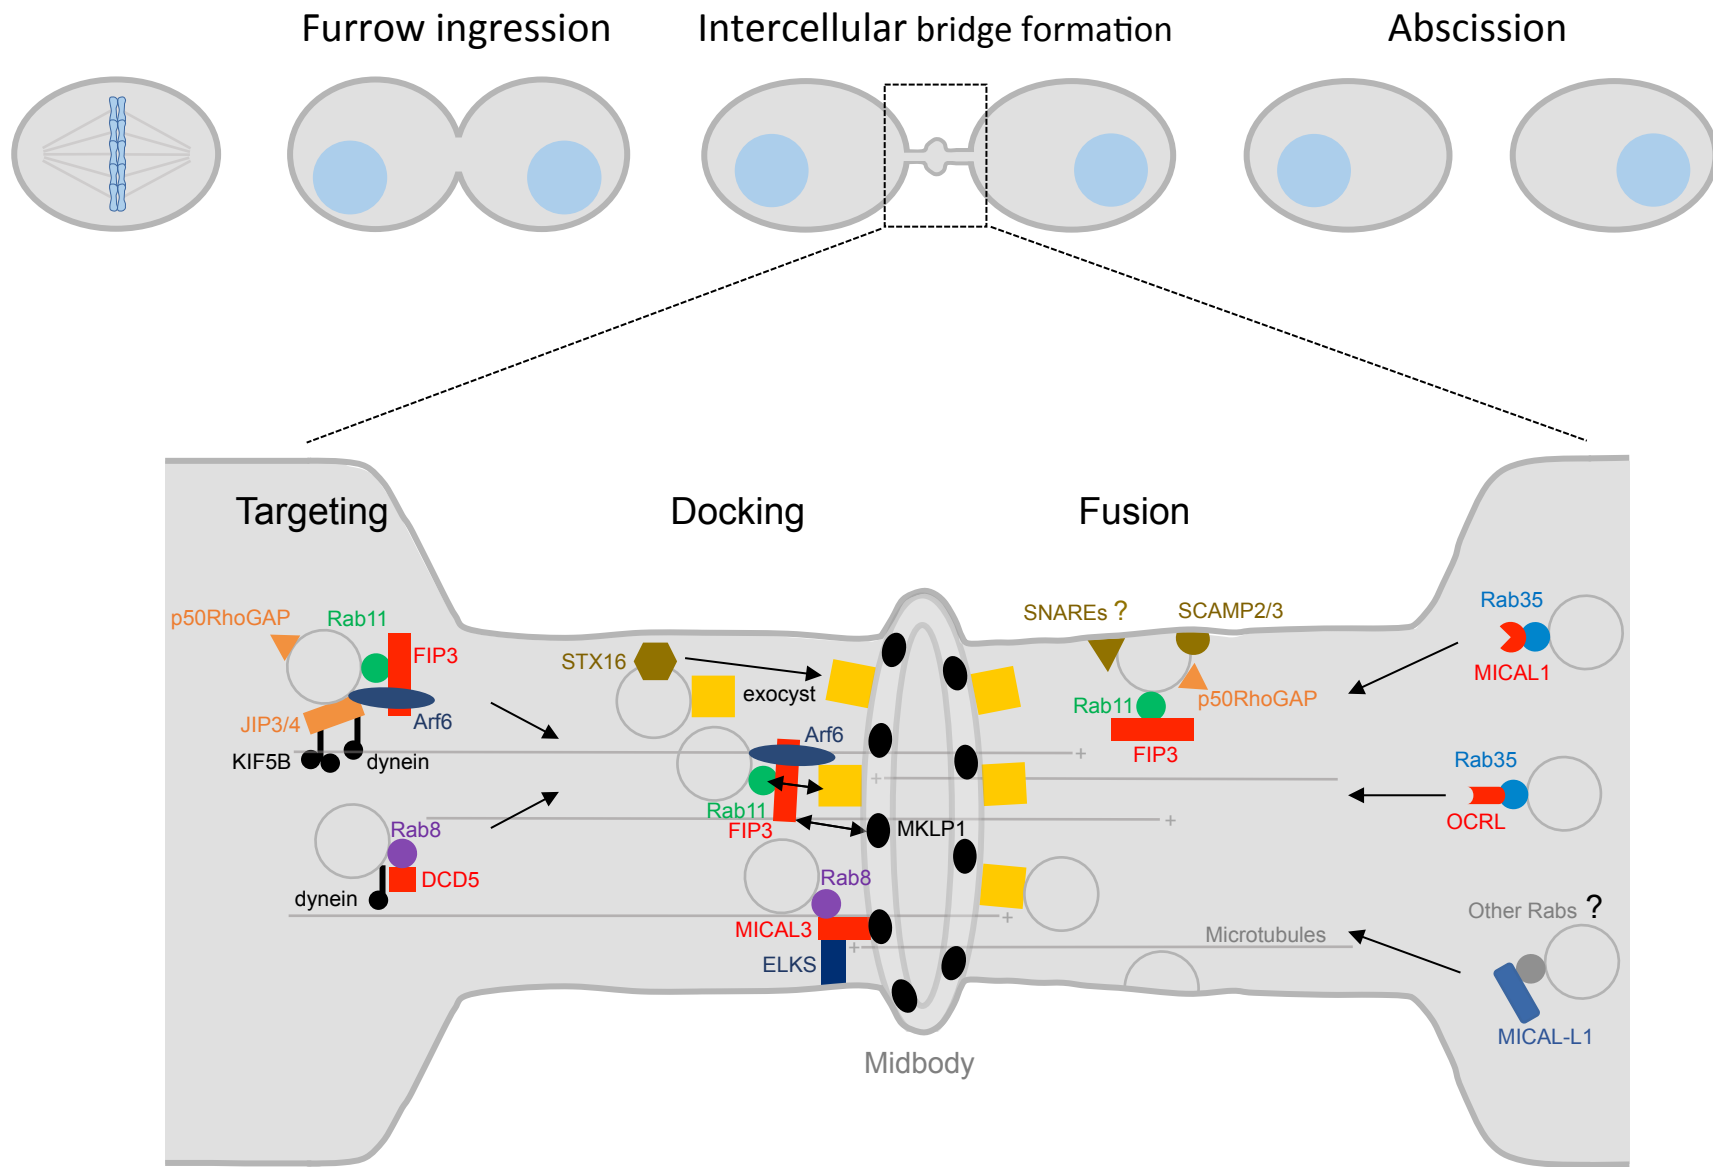 Furrow ingression
Intercellular bridge formation
Abscission
Targeting
Docking
Fusion
p50RhoGAP
Rab11
FIP3
JIP3/4
Arf6
KIF5B
dynein
Rab8
DCD5
dynein
STX16
exocyst
Arf6
Rab11
FIP3
MKLP1
Rab8
MICAL3
ELKS
Midbody
SNAREs ?
SCAMP2/3
Rab11
p50RhoGAP
FIP3
+
+
+
+
+
Microtubules
Rab35
MICAL1
Rab35
OCRL
Other Rabs ?
MICAL-L1